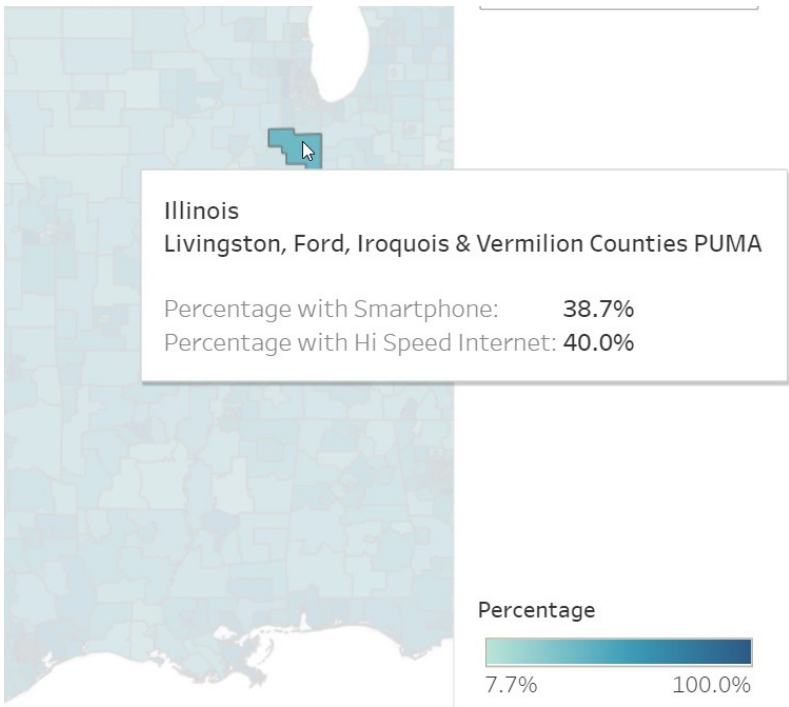 Illinois
Livingston, Ford, Iroquois & Vermilion Counties PUMA
Percentage with Smartphone: 38.7%
Percentage with Hi Speed Internet: 40.0%
Percentage
7.7% 100.0%